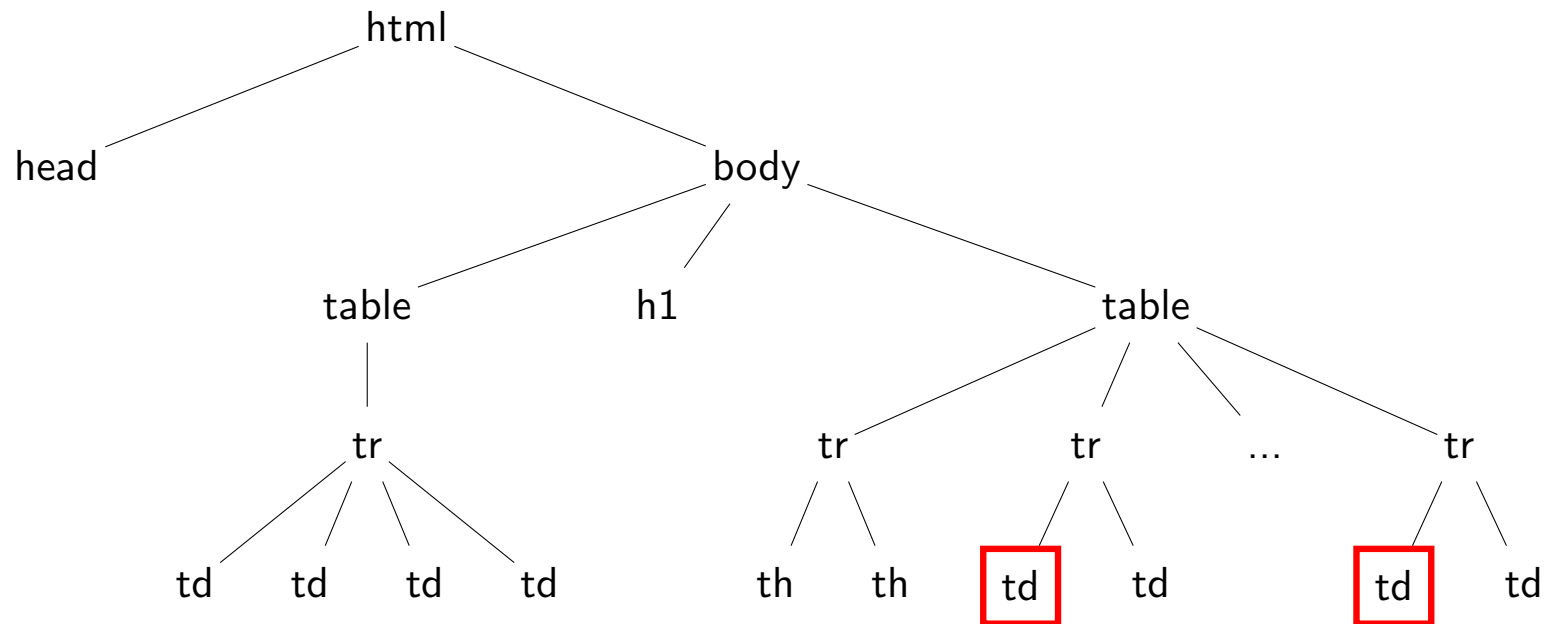 html
head body
table h1 table
tr tr tr ... tr
td td td td th th td td td td